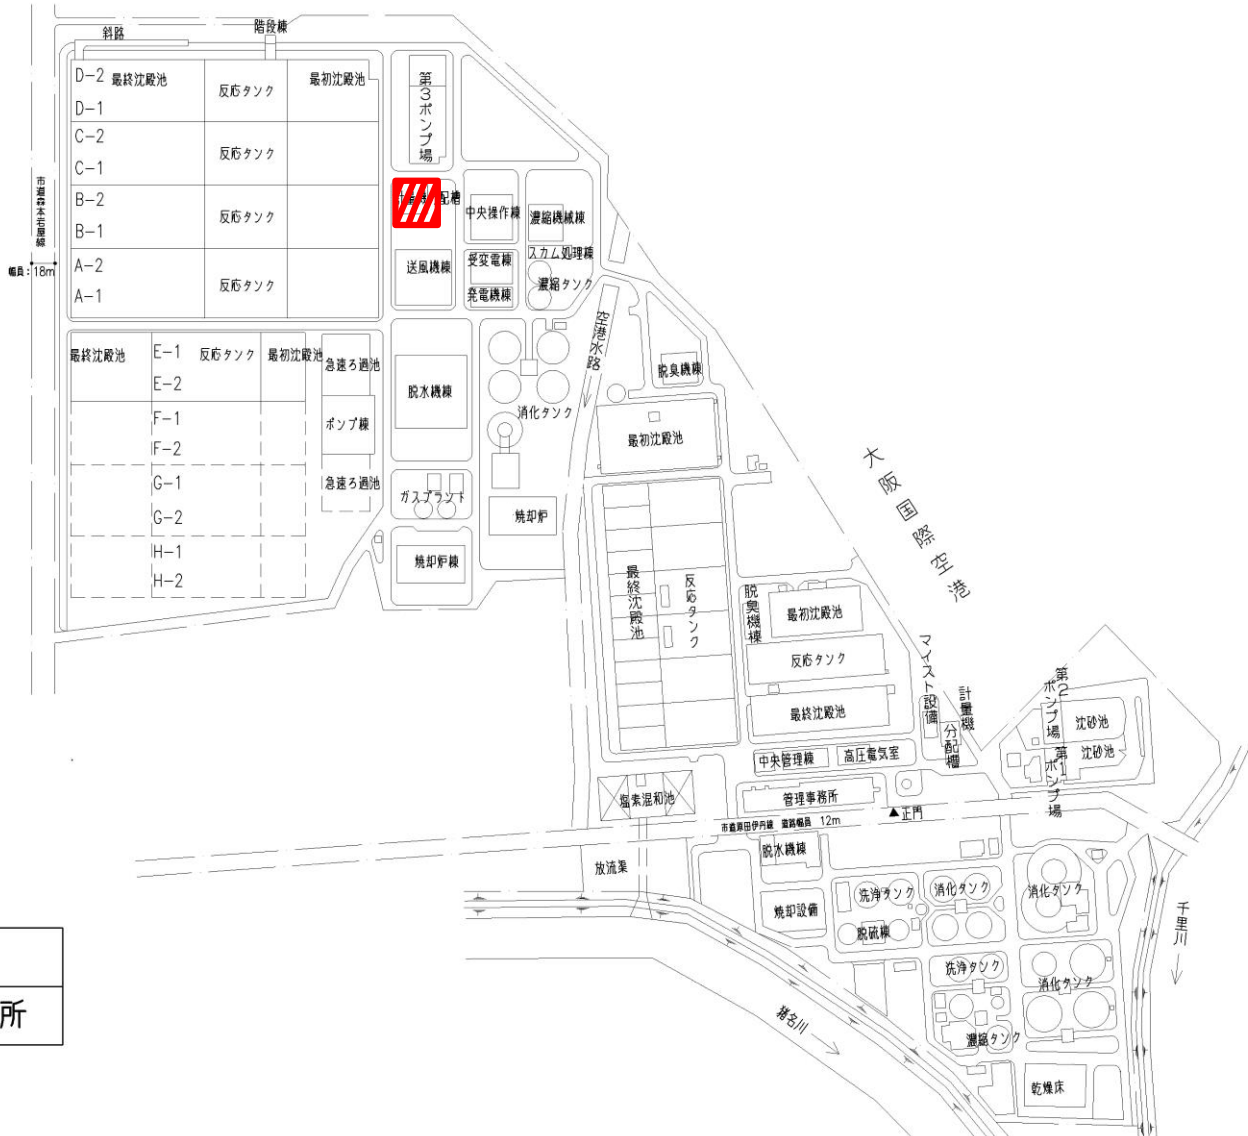 斜路
階段棟
D-2
最終沈殿池
反応タンク
最初沈殿池
D-1
C-2
反応タンク
C-1
B-2
反応タンク
B-1
A-2
反応タンク
A-1
第3ポンプ場
配槽
中央操作棟
濃縮機械棟
スカム処理棟
送風機棟
受変電棟
発電機棟
濃縮タンク
市道森本岩屋線
幅員:18m
最終沈殿池
E-1
反応タンク
最初沈殿池
急速ろ過池
E-2
F-1
ポンプ棟
F-2
G-1
急速ろ過池
G-2
H-1
H-2
脱水機棟
消化タンク
ガスプラント
焼却炉
焼却炉棟
空港水路
脱臭機棟
最初沈殿池
大阪国際空港
最終沈殿池
反応タンク
脱臭機棟
最初沈殿池
反応タンク
最終沈殿池
マイスト設備
計量機
分配槽
第2
ポンプ場
沈砂池
第1
ポンプ場
沈砂池
中央管理棟
高圧電気室
塩素混和池
管理事務所
市道原田伊丹線 道路幅員 12m
▲正門
放流渠
脱水機棟
焼却設備
洗浄タンク
消化タンク
消化タンク
脱硫棟
洗浄タンク
消化タンク
濃縮タンク
乾燥床
千里川
猪名川
所